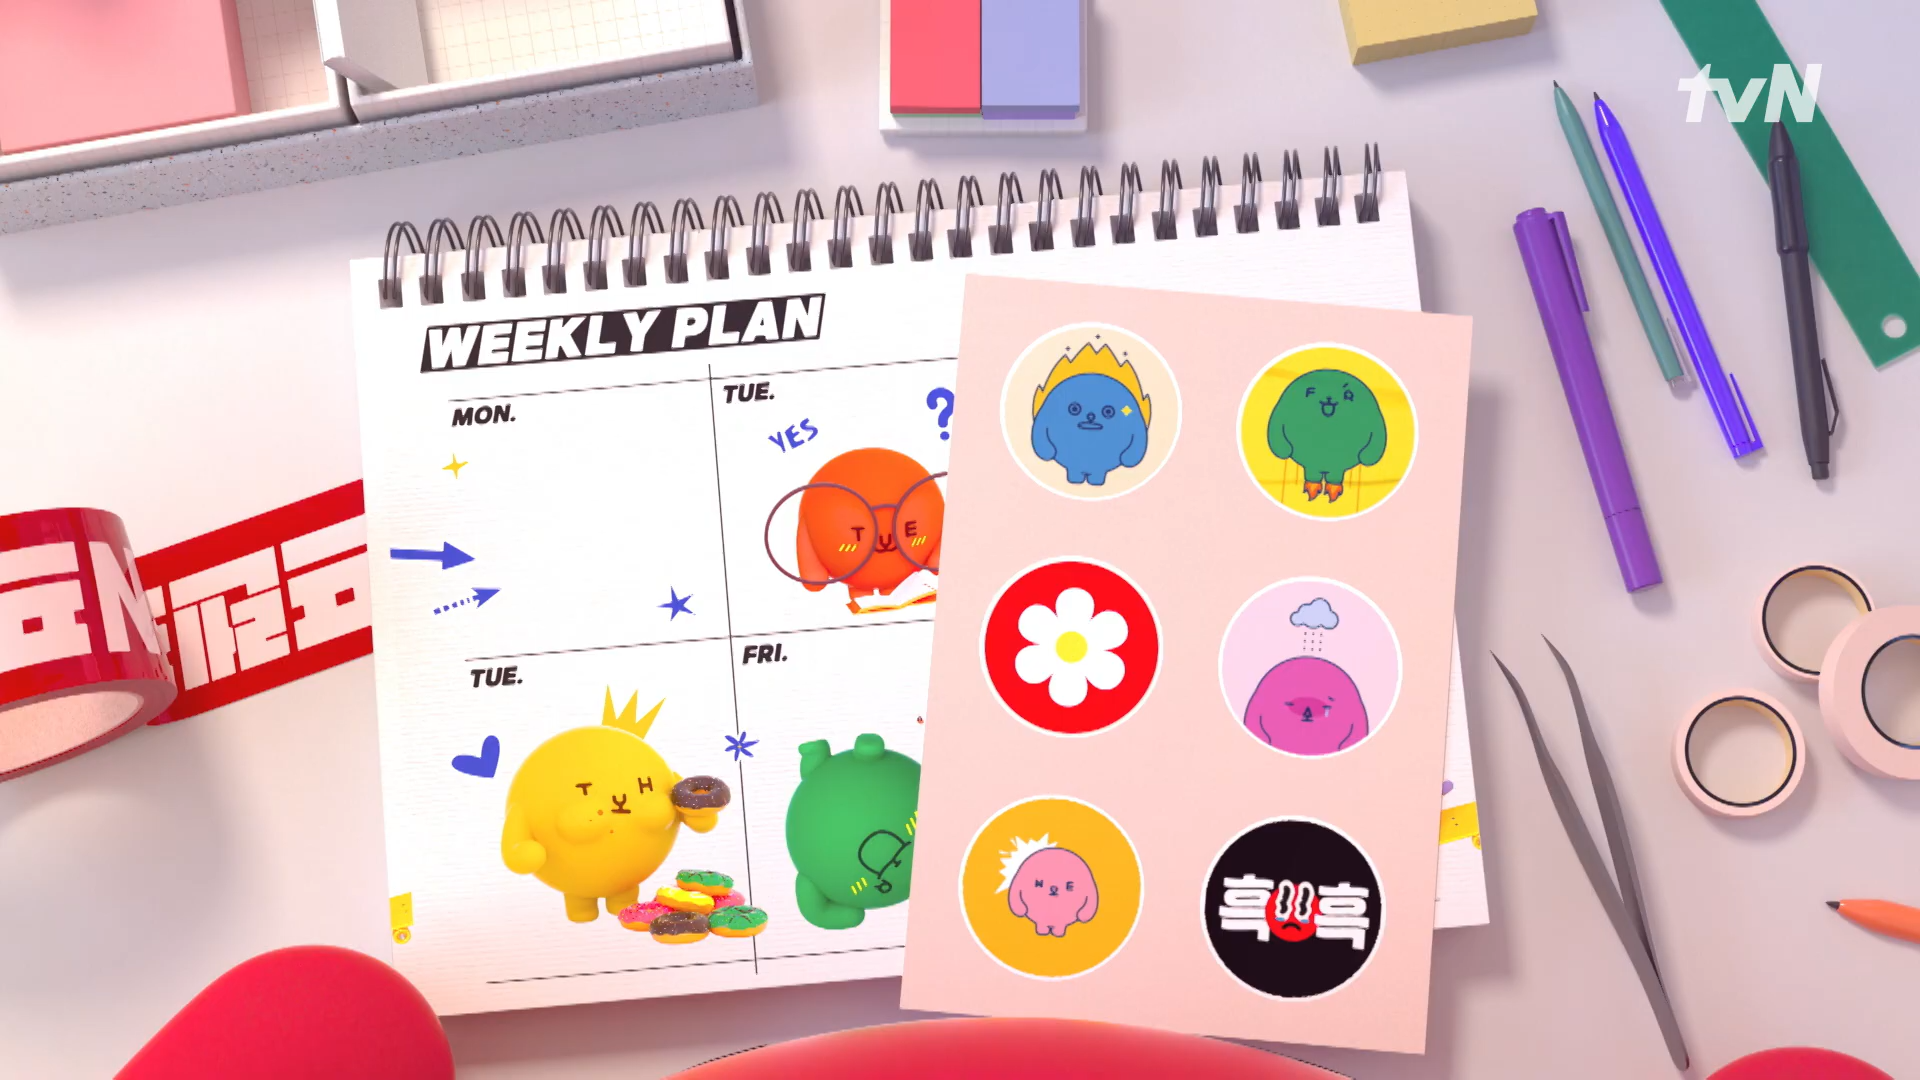 tvN
WEEKLY PLAN
MON.
TUE.
YES
?
T E
F R
TUE.
FRI.
T H
W E
흑 흑